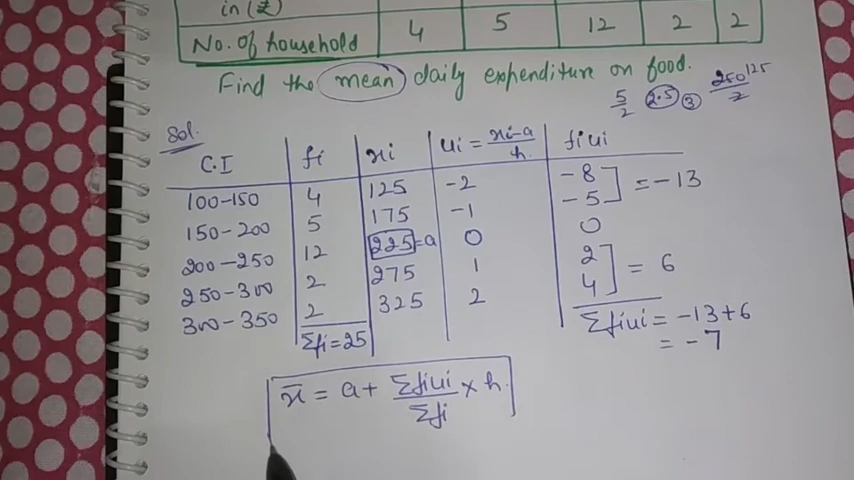 in (₹)
No. of household 4 5 12 2 2
Find the mean daily expenditure on food.
5/2 2.5 3 250/2 125
Sol.
C.I fi xi ui = xi-a/h fiui
100-150 4 125 -2 -8
150-200 5 175 -1 -5 = -13
200-250 12 225=a 0 0
250-300 2 275 1 2
300-350 2 325 2 4 = 6
Σfi=25 Σfiui = -13+6
= -7
x̄ = a + Σfiui/Σfi × h